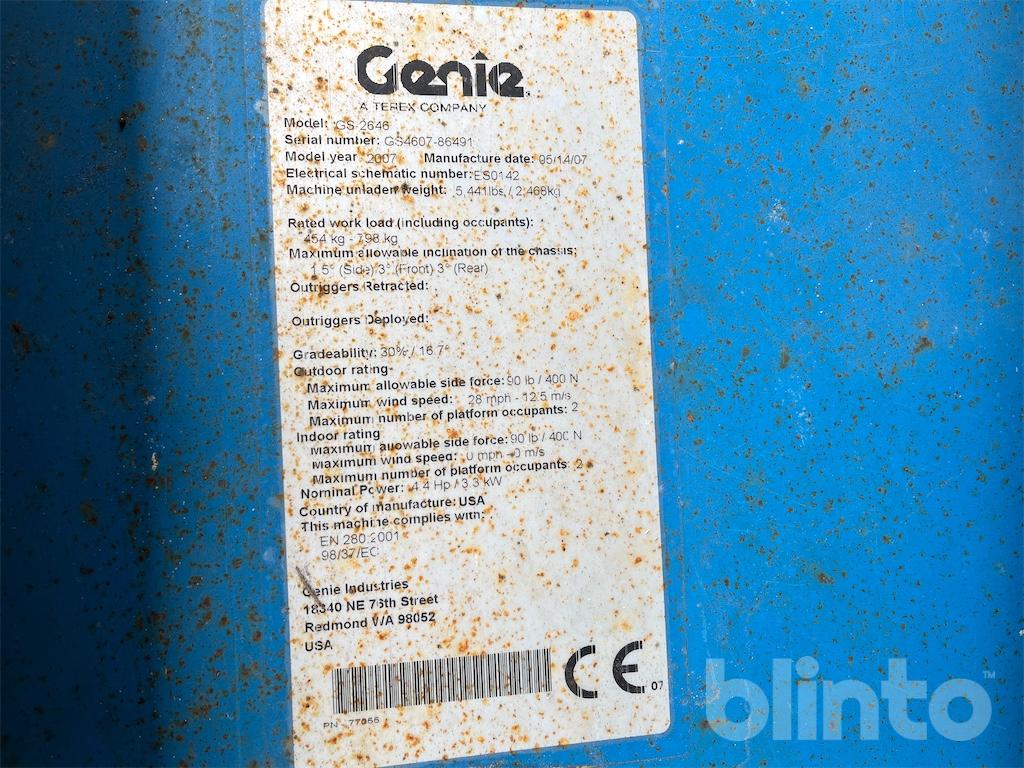 Genie
A TEREX COMPANY
Model: GS-2646
Serial number: GS4607-86491
Model year: 2007 Manufacture date: 05/14/07
Electrical schematic number: ES0142
Machine unladen weight: 5,441lbs. / 2,468kg
Rated work load (including occupants):
454 kg - 798 kg
Maximum allowable inclination of the chassis:
1.5° (Side) 3° (Front) 3° (Rear)
Outriggers Retracted:
Outriggers Deployed:
Gradeability: 30% / 16.7°
Outdoor rating-
Maximum allowable side force: 90 lb / 400 N
Maximum wind speed: 28 mph - 12.5 m/s
Maximum number of platform occupants: 2
Indoor rating
Maximum allowable side force: 90 lb / 400 N
Maximum wind speed: 0 mph - 0 m/s
Maximum number of platform occupants: 2
Nominal Power: 4.4 Hp / 3.3 kW
Country of manufacture: USA
This machine complies with:
EN 280:2001
98/37/EC
Genie Industries
18340 NE 76th Street
Redmond WA 98052
USA
CE 07
PN - 77055
blinto™